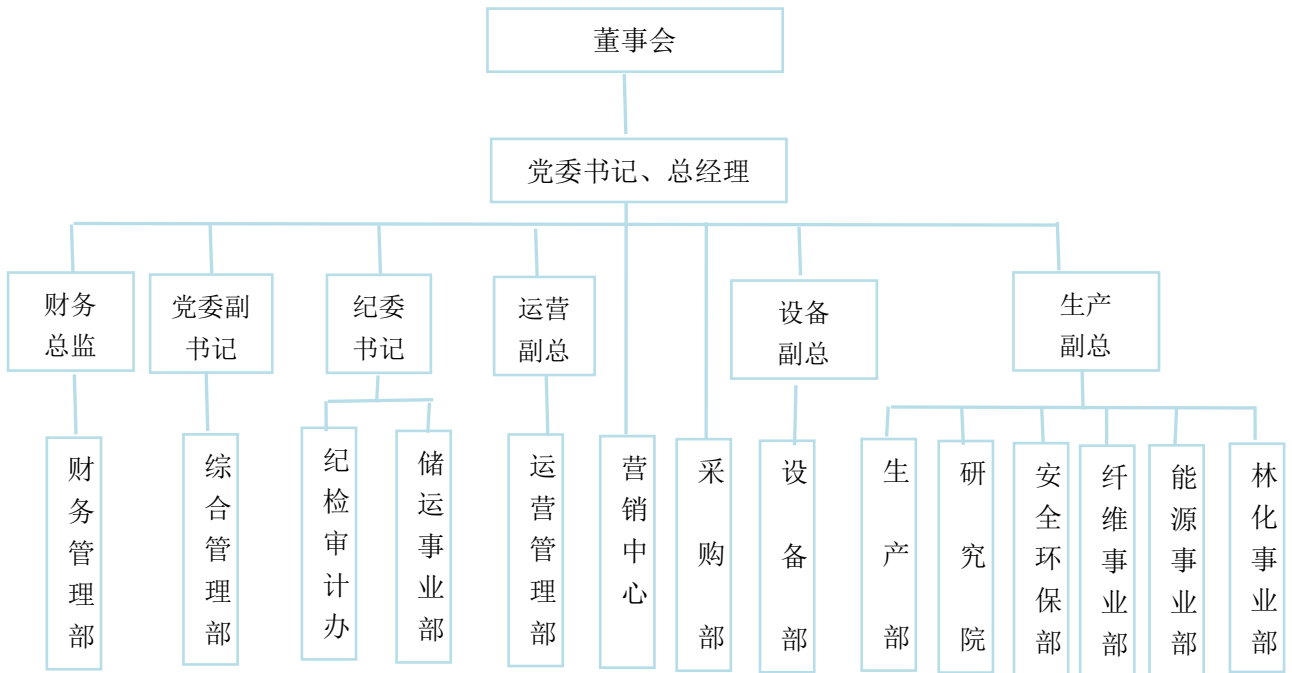 董事会
党委书记、总经理
财务
总监
党委副
书记
纪委
书记
运营
副总
设备
副总
生产
副总
财务管理部
综合管理部
纪检审计办
储运事业部
运营管理部
营销中心
采购部
设备部
生产部
研究院
安全环保部
纤维事业部
能源事业部
林化事业部